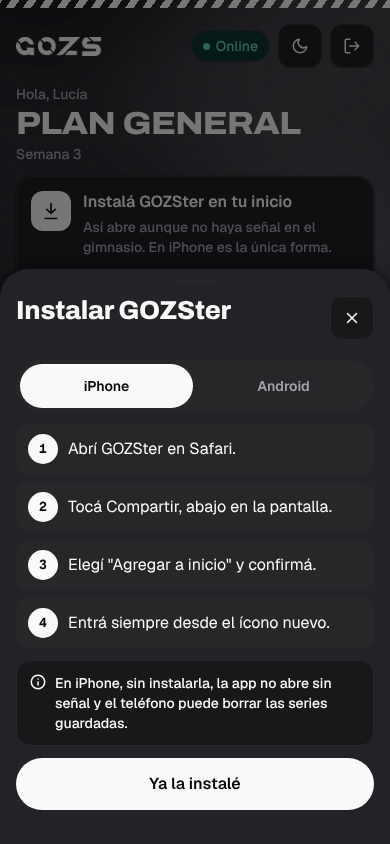 GOZS
Online
Hola, Lucía
PLAN GENERAL
Semana 3
Instalá GOZSter en tu inicio
Así abre aunque no haya señal en el
gimnasio. En iPhone es la única forma.
Instalar GOZSter
iPhone
Android
1 Abrí GOZSter en Safari.
2 Tocá Compartir, abajo en la pantalla.
3 Elegí "Agregar a inicio" y confirmá.
4 Entrá siempre desde el ícono nuevo.
En iPhone, sin instalarla, la app no abre sin
señal y el teléfono puede borrar las series
guardadas.
Ya la instalé